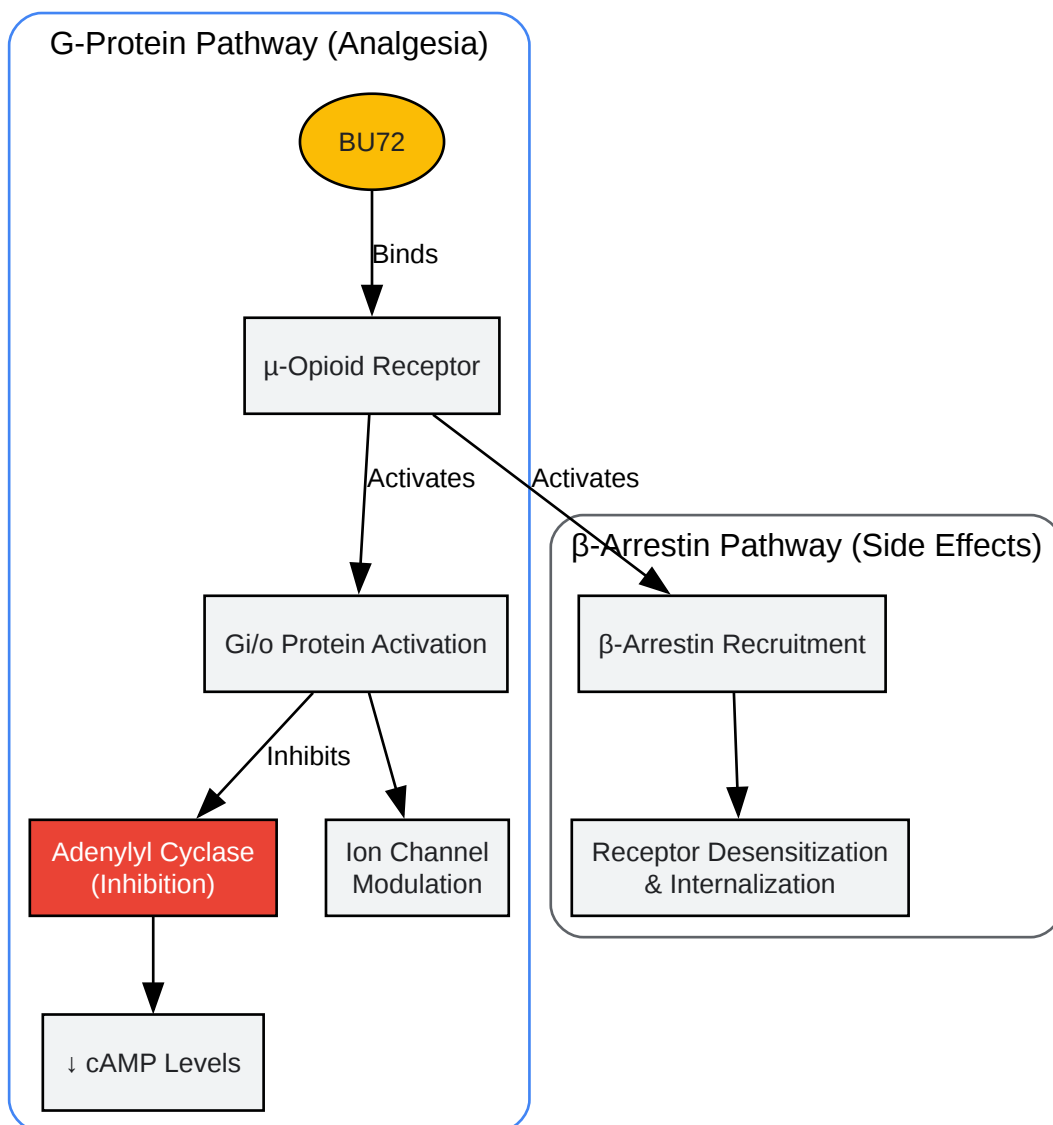 G-Protein Pathway (Analgesia)
BU72
Binds
µ-Opioid Receptor
Activates
Activates
β-Arrestin Pathway (Side Effects)
Gi/o Protein Activation
β-Arrestin Recruitment
Inhibits
Adenylyl Cyclase
(Inhibition)
Ion Channel
Modulation
Receptor Desensitization
& Internalization
↓ cAMP Levels